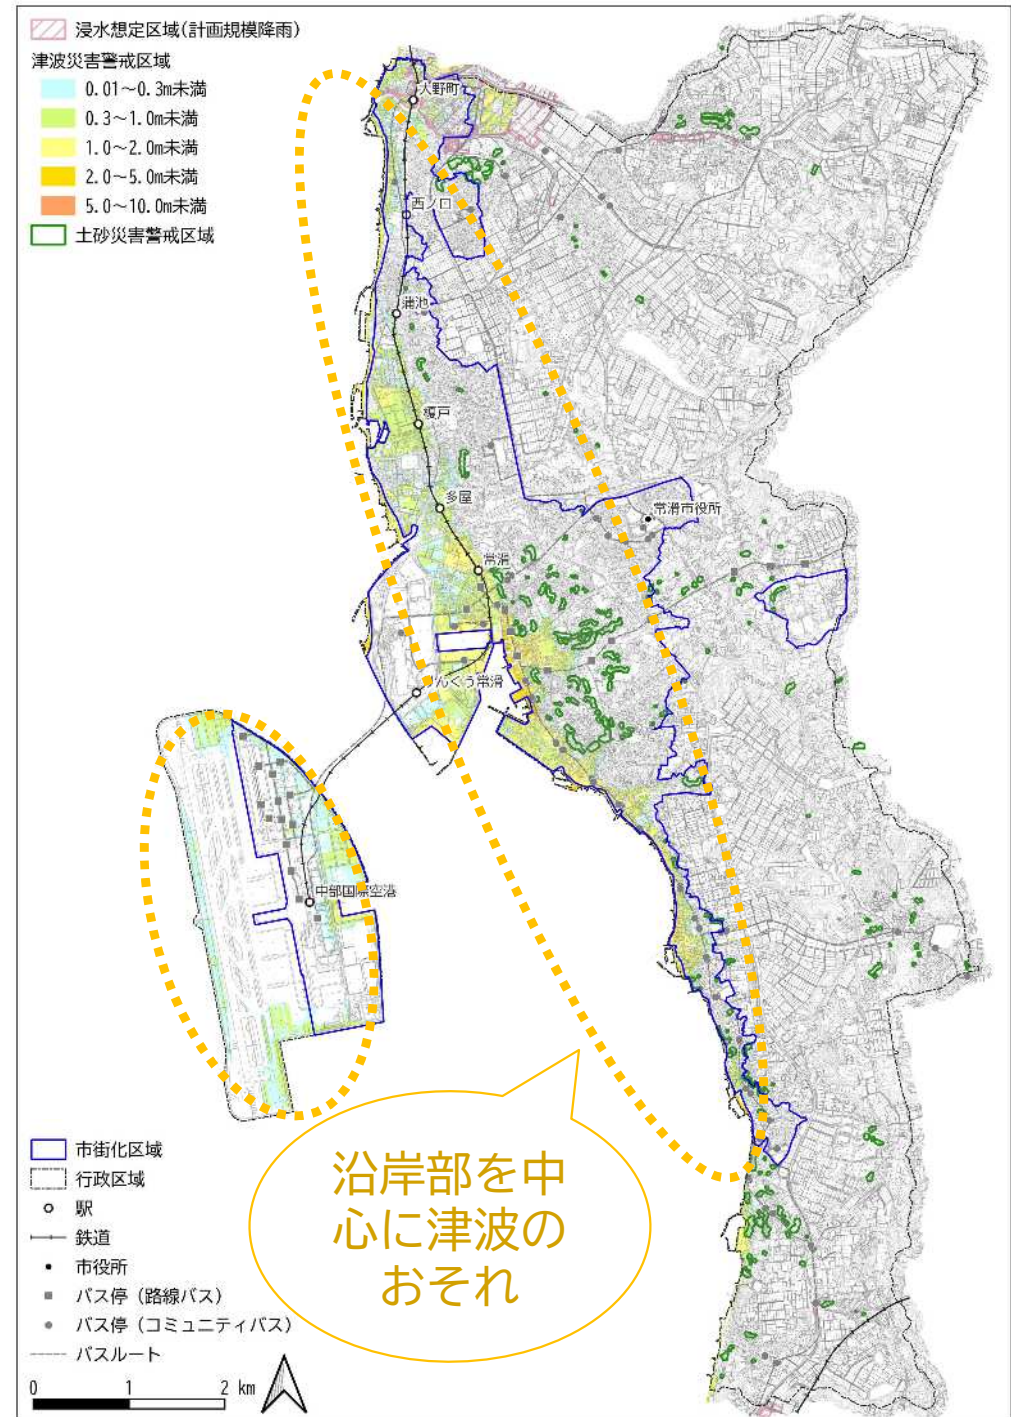 浸水想定区域(計画規模降雨)
津波災害警戒区域
0.01～0.3m未満
0.3～1.0m未満
1.0～2.0m未満
2.0～5.0m未満
5.0～10.0m未満
土砂災害警戒区域
大野町
西ノ口
蒲池
榎戸
多屋
常滑市役所
常滑
りんくう常滑
中部国際空港
沿岸部を中
心に津波の
おそれ
市街化区域
行政区域
駅
鉄道
市役所
バス停（路線バス）
バス停（コミュニティバス）
バスルート
0 1 2 km